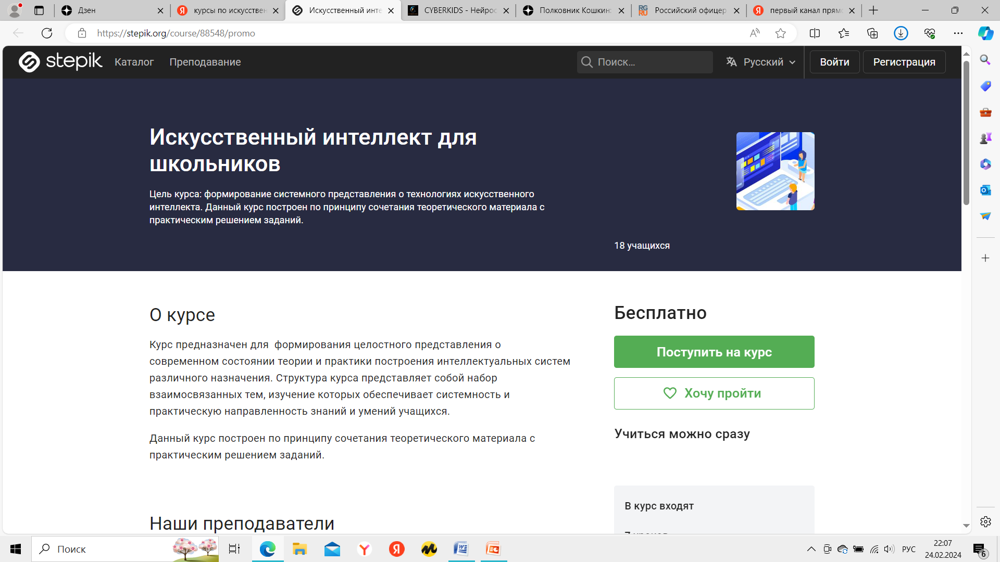 Дзен
курсы по искусствен
Искусственный инте
CYBERKIDS - Нейрос
Полковник Кошкин:
Российский офицер
первый канал прямо
https://stepik.org/course/88548/promo
stepik
Каталог
Преподавание
Поиск...
Русский
Войти
Регистрация
Искусственный интеллект для
школьников
Цель курса: формирование системного представления о технологиях искусственного
интеллекта. Данный курс построен по принципу сочетания теоретического материала с
практическим решением заданий.
18 учащихся
О курсе
Курс предназначен для  формирования целостного представления о
современном состоянии теории и практики построения интеллектуальных систем
различного назначения. Структура курса представляет собой набор
взаимосвязанных тем, изучение которых обеспечивает системность и
практическую направленность знаний и умений учащихся.
Данный курс построен по принципу сочетания теоретического материала с
практическим решением заданий.
Наши преподаватели
Бесплатно
Поступить на курс
Хочу пройти
Учиться можно сразу
В курс входят
Поиск
РУС
22:07
24.02.2024
6